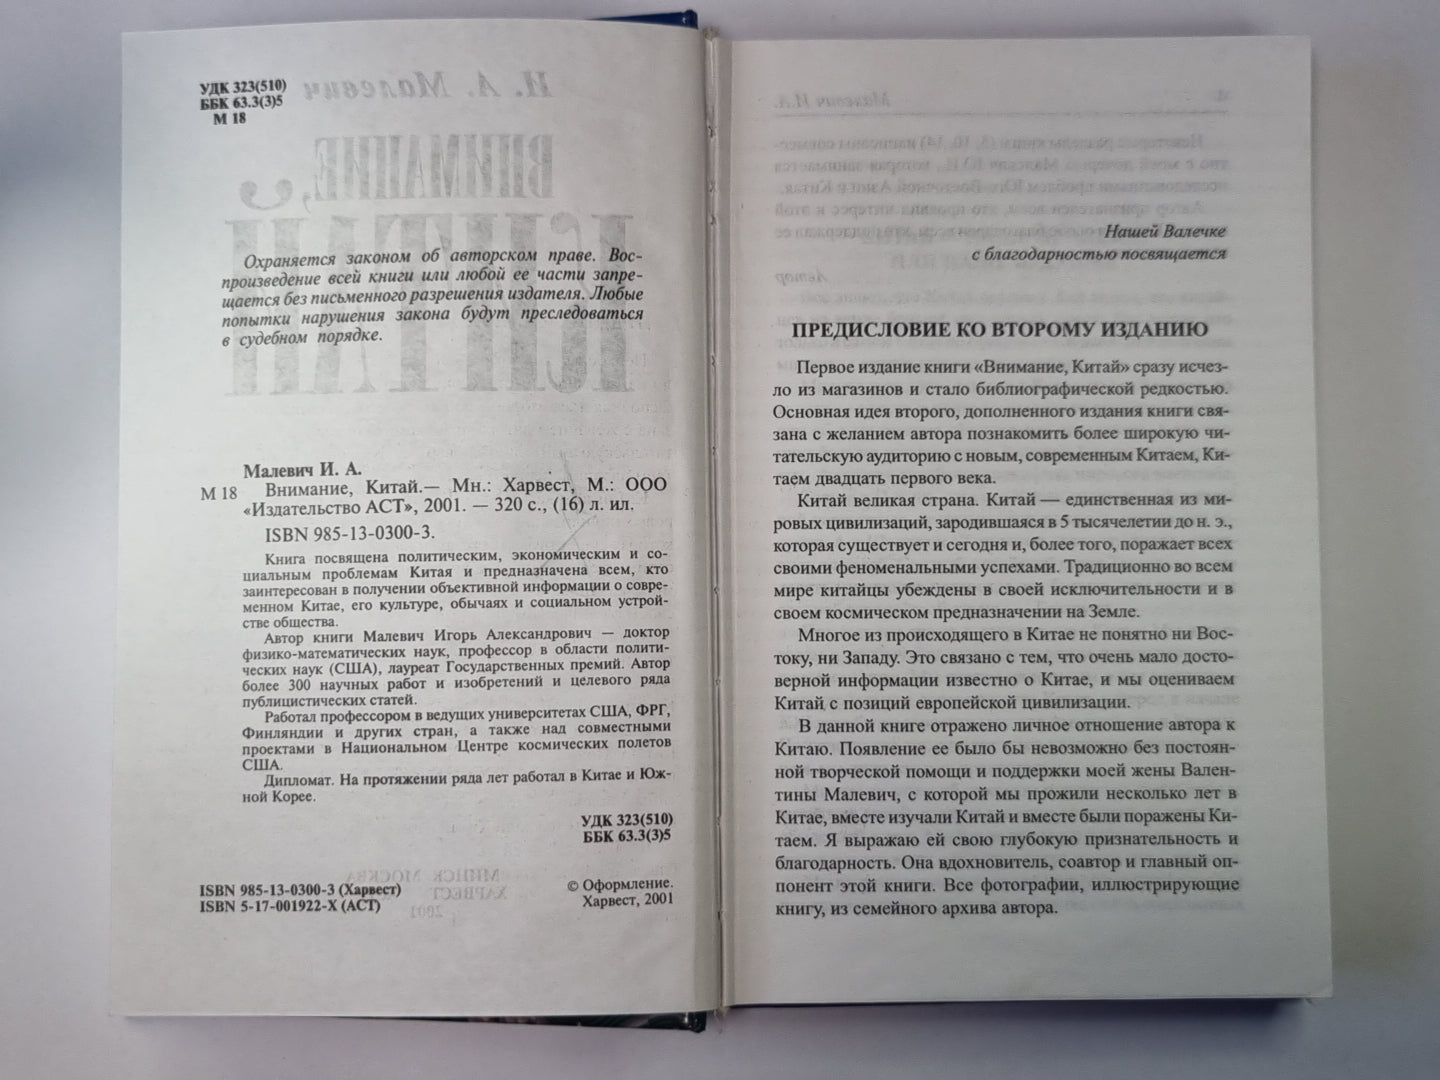 УДК 323(510)
ББК 63.3(3)5
М 18
Охраняется законом об авторском праве. Вос-
произведение всей книги или любой ее части запре-
щается без письменного разрешения издателя. Любые
попытки нарушения закона будут преследоваться
в судебном порядке.
Малевич И. А.
М 18 Внимание, Китай.— Мн.: Харвест, М.: ООО
«Издательство АСТ», 2001. — 320 с., (16) л. ил.
ISBN 985-13-0300-3.
Книга посвящена политическим, экономическим и со-
циальным проблемам Китая и предназначена всем, кто
заинтересован в получении объективной информации о совре-
менном Китае, его культуре, обычаях и социальном устрой-
стве общества.
Автор книги Малевич Игорь Александрович — доктор
физико-математических наук, профессор в области полити-
ческих наук (США), лауреат Государственных премий. Автор
более 300 научных работ и изобретений и целевого ряда
публицистических статей.
Работал профессором в ведущих университетах США, ФРГ,
Финляндии и других стран, а также над совместными
проектами в Национальном Центре космических полетов
США.
Дипломат. На протяжении ряда лет работал в Китае и Юж-
ной Корее.
УДК 323(510)
ББК 63.3(3)5
ISBN 985-13-0300-3 (Харвест)
ISBN 5-17-001922-X (АСТ)
© Оформление.
Харвест, 2001
Нашей Валечке
с благодарностью посвящается
ПРЕДИСЛОВИЕ КО ВТОРОМУ ИЗДАНИЮ
Первое издание книги «Внимание, Китай» сразу исчез-
ло из магазинов и стало библиографической редкостью.
Основная идея второго, дополненного издания книги свя-
зана с желанием автора познакомить более широкую чи-
тательскую аудиторию с новым, современным Китаем, Ки-
таем двадцать первого века.
Китай великая страна. Китай — единственная из ми-
ровых цивилизаций, зародившаяся в 5 тысячелетии до н. э.,
которая существует и сегодня и, более того, поражает всех
своими феноменальными успехами. Традиционно во всем
мире китайцы убеждены в своей исключительности и в
своем космическом предназначении на Земле.
Многое из происходящего в Китае не понятно ни Вос-
току, ни Западу. Это связано с тем, что очень мало досто-
верной информации известно о Китае, и мы оцениваем
Китай с позиций европейской цивилизации.
В данной книге отражено личное отношение автора к
Китаю. Появление ее было бы невозможно без постоян-
ной творческой помощи и поддержки моей жены Вален-
тины Малевич, с которой мы прожили несколько лет в
Китае, вместе изучали Китай и вместе были поражены Ки-
таем. Я выражаю ей свою глубокую признательность и
благодарность. Она вдохновитель, соавтор и главный оп-
понент этой книги. Все фотографии, иллюстрирующие
книгу, из семейного архива автора.